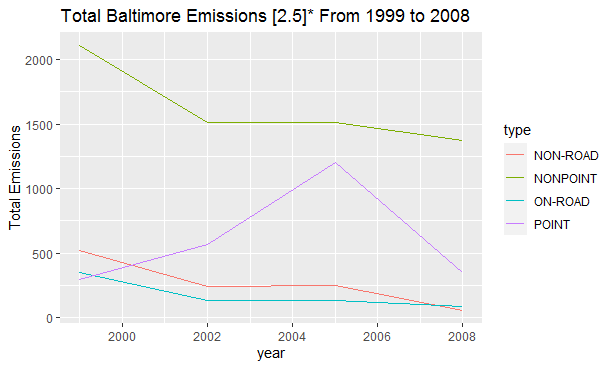 Total Baltimore Emissions [2.5]* From 1999 to 2008
Total Emissions
2000
1500
1000
500
0
2000
2002
2004
2006
2008
year
type
NON-ROAD
NONPOINT
ON-ROAD
POINT